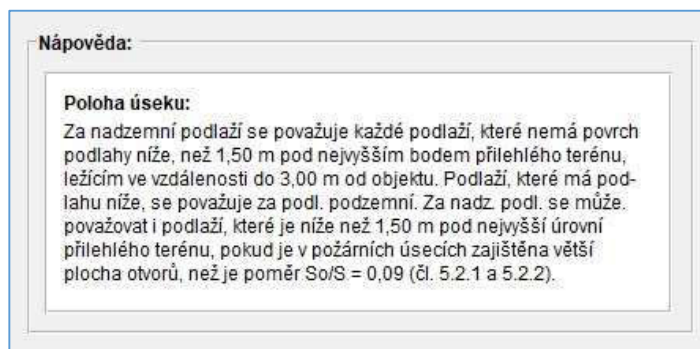 Nápověda:
Poloha úseku:
Za nadzemní podlaží se považuje každé podlaží, které nemá povrch
podlahy níže, než 1,50 m pod nejvyšším bodem přilehlého terénu,
ležícím ve vzdálenosti do 3,00 m od objektu. Podlaží, které má pod-
lahu níže, se považuje za podl. podzemní. Za nadz. podl. se může.
považovat i podlaží, které je níže než 1,50 m pod nejvyšší úrovní
přilehlého terénu, pokud je v požárních úsecích zajištěna větší
plocha otvorů, než je poměr So/S = 0,09 (čl. 5.2.1 a 5.2.2).